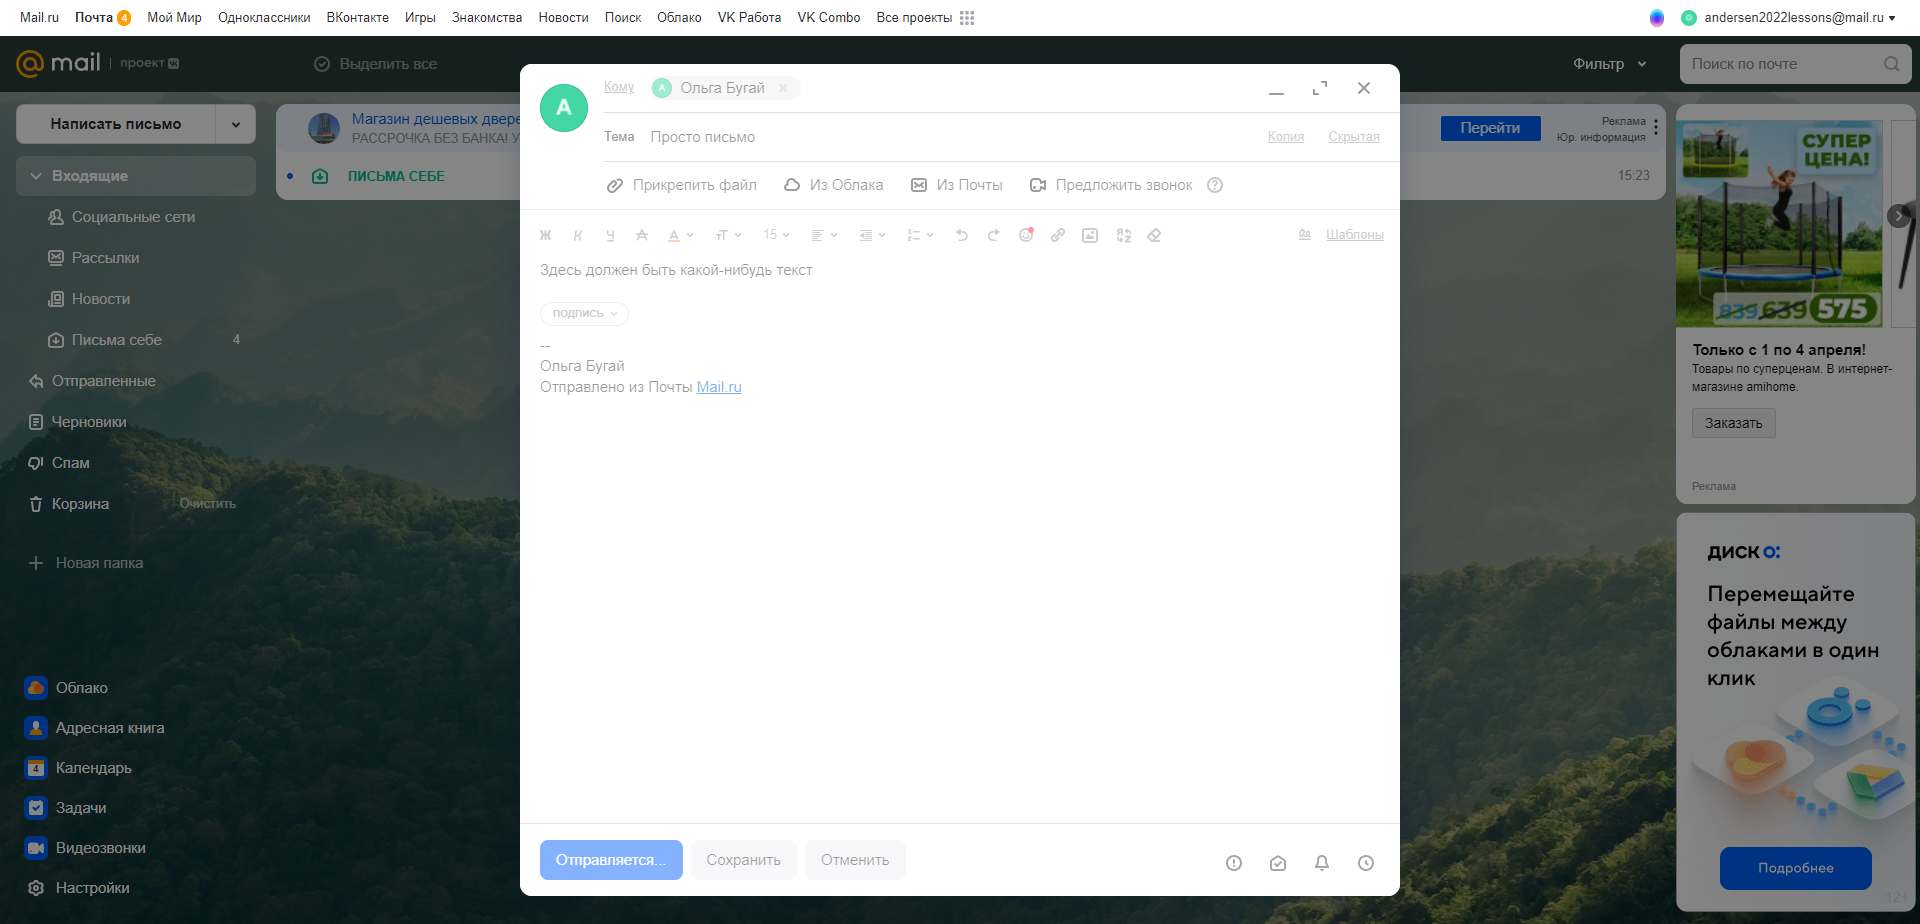 Mail.ru Почта 4 Мой Мир Одноклассники ВКонтакте Игры Знакомства Новости Поиск Облако VK Работа VK Combo Все проекты andersen2022lessons@mail.ru
mail проект Выделить все Фильтр Поиск по почте
Написать письмо
Входящие
Социальные сети
Рассылки
Новости
Письма себе 4
Отправленные
Черновики
Спам
Корзина Очистить
Новая папка
Облако
Адресная книга
4 Календарь
Задачи
Видеозвонки
Настройки
Магазин дешевых двере
РАССРОЧКА БЕЗ БАНКА! У
Перейти
Реклама
Юр. информация
ПИСЬМА СЕБЕ 15:23
А Кому А Ольга Бугай
Тема Просто письмо Копия Скрытая
Прикрепить файл Из Облака Из Почты Предложить звонок
Ж К Ч А А тТ 15 Шаблоны
Здесь должен быть какой-нибудь текст
ПОДПИСЬ
--
Ольга Бугай
Отправлено из Почты Mail.ru
Отправляется... Сохранить Отменить
СУПЕР
ЦЕНА!
839 639 575
Только с 1 по 4 апреля!
Товары по суперценам. В интернет-
магазине amihome.
Заказать
Реклама
ДИСК О:
Перемещайте
файлы между
облаками в один
клик
Подробнее
12+